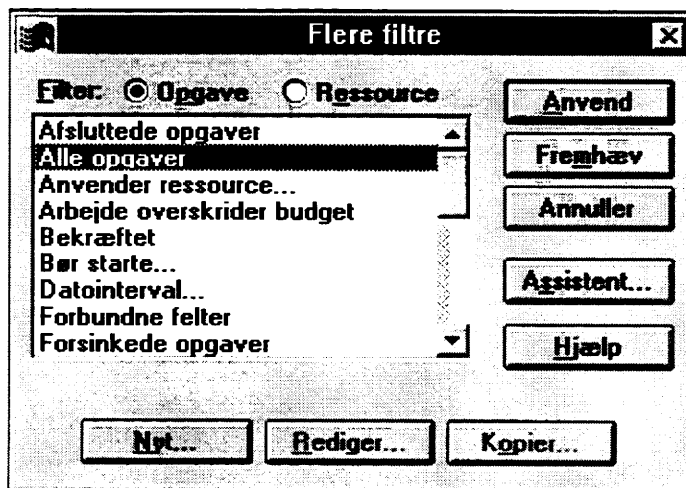 Flere filtre
Filter: Opgave Ressource
Afsluttede opgaver
Alle opgaver
Anvender ressource...
Arbejde overskrider budget
Bekræftet
Bør starte...
Datointerval...
Forbundne felter
Forsinkede opgaver
Anvend
Fremhæv
Annuller
Assistent...
Hjælp
Nyt... Rediger... Kopier...